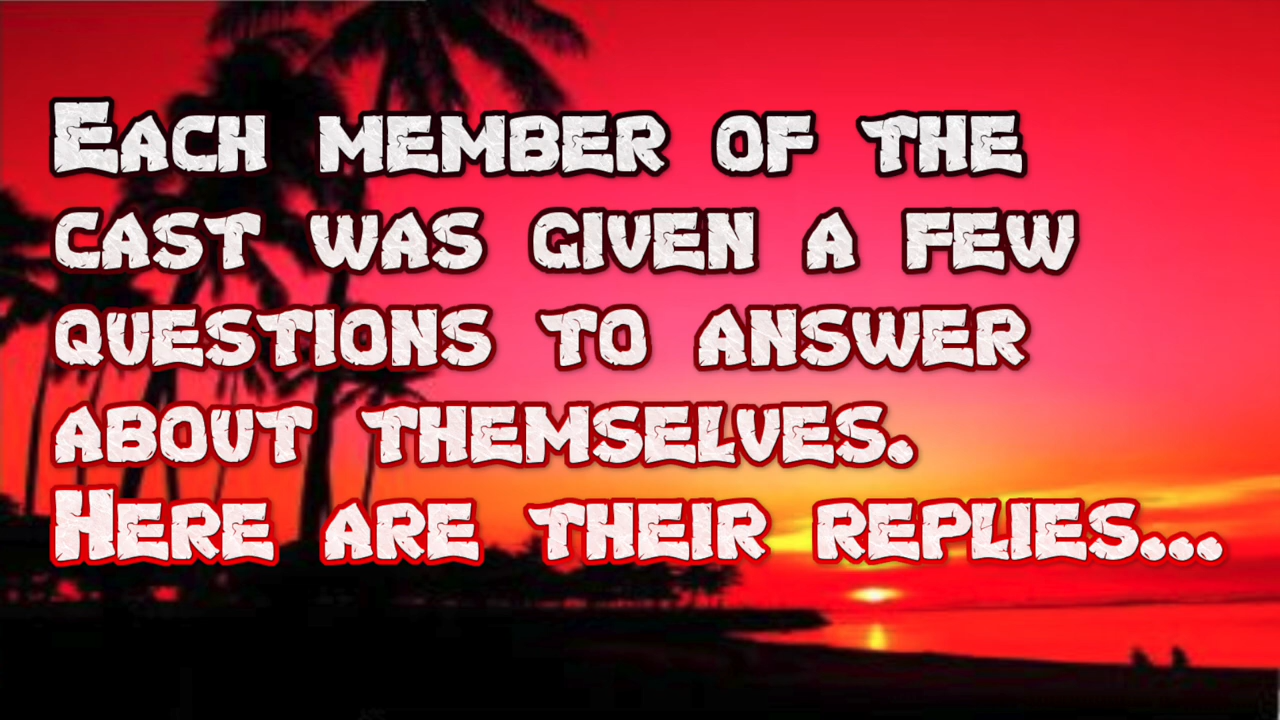 Each member of the
cast was given a few
questions to answer
about themselves.
Here are their replies...